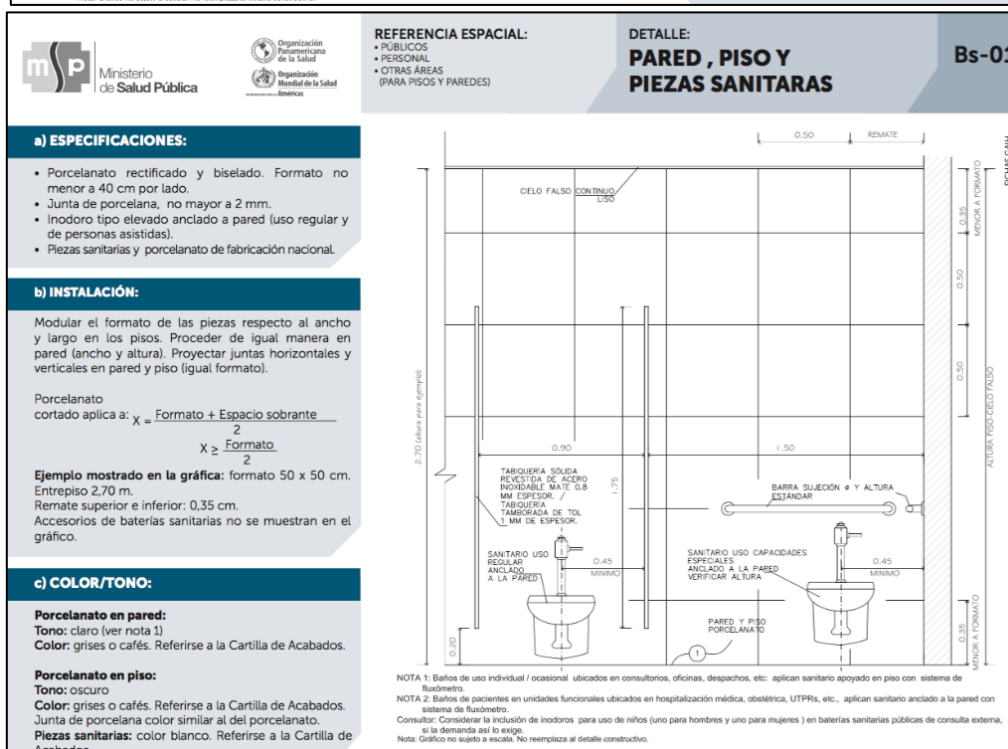 msp
Ministerio
de Salud Pública
Organización
Panamericana
de la Salud
Organización
Mundial de la Salud
Américas
REFERENCIA ESPACIAL:
• PÚBLICOS
• PERSONAL
• OTRAS ÁREAS
(PARA PISOS Y PAREDES)
DETALLE:
PARED , PISO Y
PIEZAS SANITARAS
Bs-01
a) ESPECIFICACIONES:
• Porcelanato rectificado y biselado. Formato no
menor a 40 cm por lado.
• Junta de porcelana, no mayor a 2 mm.
• Inodoro tipo elevado anclado a pared (uso regular y
de personas asistidas).
• Piezas sanitarias y porcelanato de fabricación nacional.
b) INSTALACIÓN:
Modular el formato de las piezas respecto al ancho
y largo en los pisos. Proceder de igual manera en
pared (ancho y altura). Proyectar juntas horizontales y
verticales en pared y piso (igual formato).
Porcelanato
cortado aplica a: X = Formato + Espacio sobrante
2
X ≥ Formato
2
Ejemplo mostrado en la gráfica: formato 50 x 50 cm.
Entrepiso 2,70 m.
Remate superior e inferior: 0,35 cm.
Accesorios de baterías sanitarias no se muestran en el
gráfico.
c) COLOR/TONO:
Porcelanato en pared:
Tono: claro (ver nota 1)
Color: grises o cafés. Referirse a la Cartilla de Acabados.
Porcelanato en piso:
Tono: oscuro
Color: grises o cafés. Referirse a la Cartilla de Acabados.
Junta de porcelana color similar al del porcelanato.
Piezas sanitarias: color blanco. Referirse a la Cartilla de
0.50
REMATE
CIELO FALSO CONTINUO
LISO
0.35
MENOR A FORMATO
0.50
0.50
ALTURA PISO-CIELO FALSO
2.70 (altura para ejemplo)
0.90
1.50
1.75
TABIQUERÍA SÓLIDA
REVESTIDA DE ACERO
INOXIDABLE MATE 0.8
MM ESPESOR. /
TABIQUERÍA
TAMBORADA DE TOL
1 MM DE ESPESOR.
BARRA SUJECIÓN ø Y ALTURA
ESTÁNDAR
SANITARIO USO
REGULAR
ANCLADO
A LA PARED
0.45
MINIMO
SANITARIO USO CAPACIDADES
ESPECIALES
ANCLADO A LA PARED
VERIFICAR ALTURA
0.45
MINIMO
0.20
PARED Y PISO
PORCELANATO
1
0.35
MENOR A FORMATO
NOTA 1: Baños de uso individual / ocasional ubicados en consultorios, oficinas, despachos, etc: aplican sanitario apoyado en piso con sistema de
fluxómetro.
NOTA 2: Baños de pacientes en unidades funcionales ubicados en hospitalización médica, obstétrica, UTPRs, etc., aplican sanitario anclado a la pared con
sistema de fluxómetro.
Consultor: Considerar la inclusión de inodoros para uso de niños (uno para hombres y uno para mujeres ) en baterías sanitarias públicas de consulta externa,
si la demanda así lo exige.
Nota: Gráfico no sujeto a escala. No reemplaza al detalle constructivo.